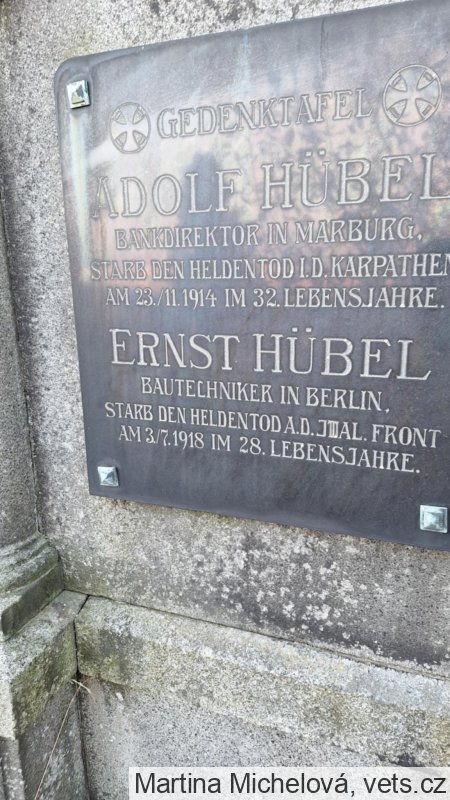 GEDENKTAFEL
ADOLF HÜBEL
BANKDIREKTOR IN MARBURG,
STARB DEN HELDENTOD I.D. KARPATHEN
AM 23./11. 1914 IM 32. LEBENSJAHRE.
ERNST HÜBEL
BAUTECHNIKER IN BERLIN,
STARB DEN HELDENTOD A.D. FRONT
AM 3/7. 1918 IM 28. LEBENSJAHRE.
Martina Michelová, vets.cz